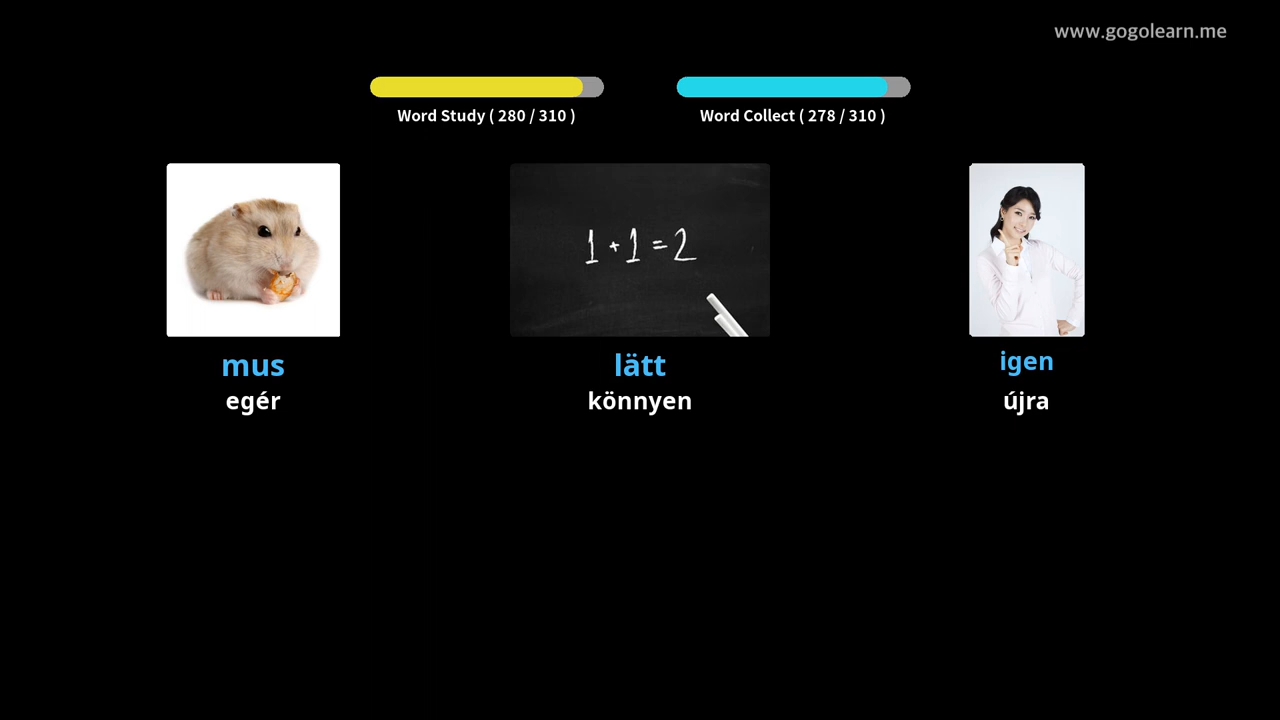 www.gogolearn.me
Word Study ( 280 / 310 )
Word Collect ( 278 / 310 )
1 + 1 = 2
mus
egér
lätt
könnyen
igen
újra